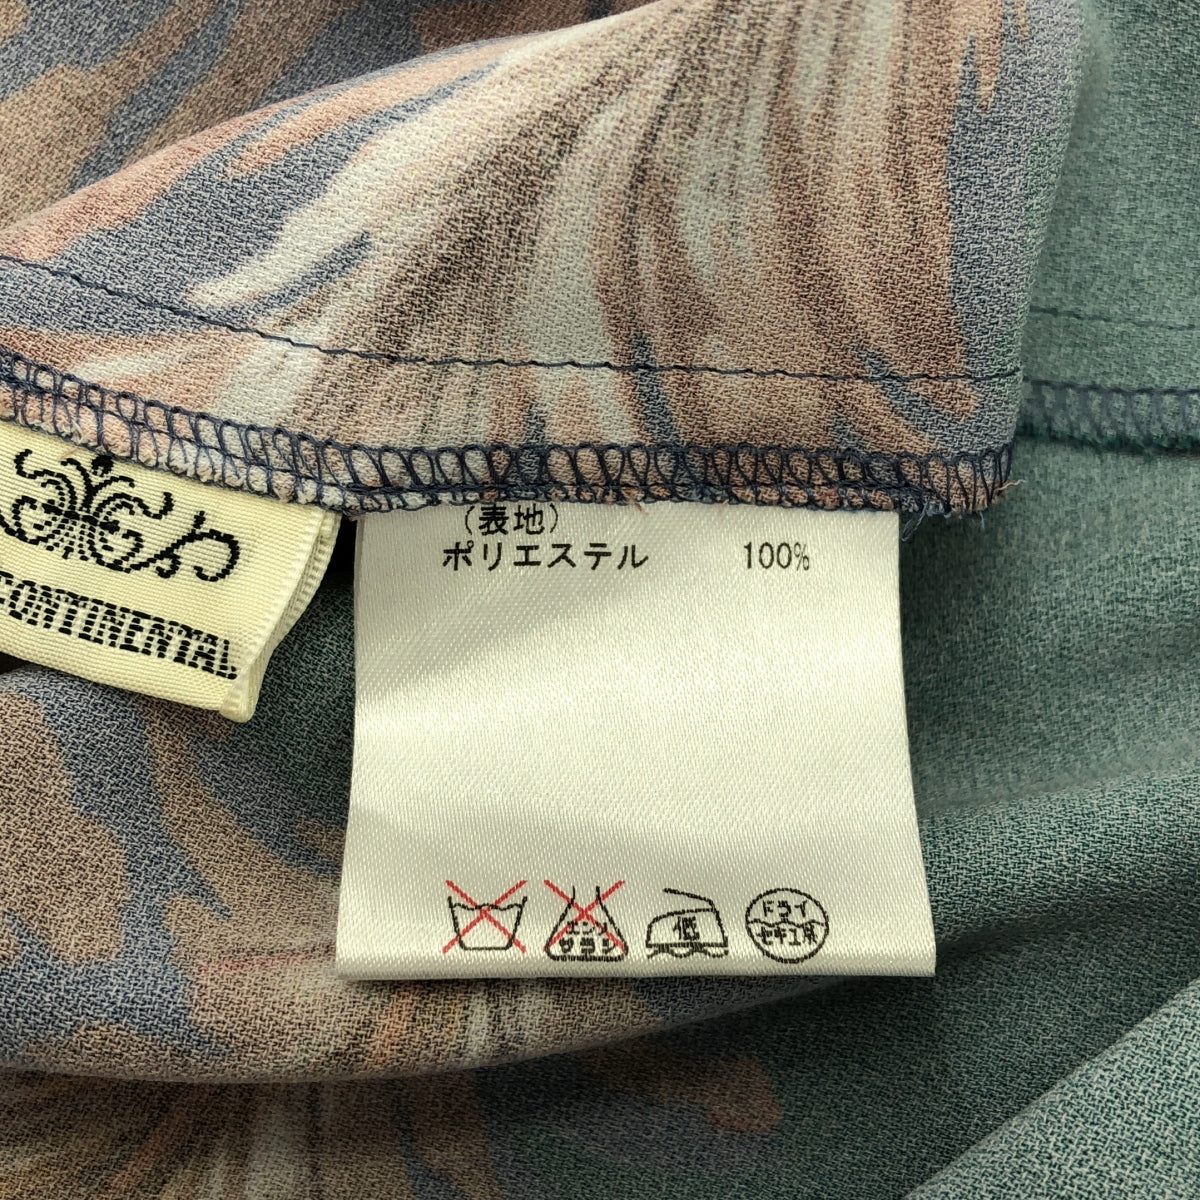 （表地）
ポリエステル 100%
CONTINENTAL
エンソ
サラシ
低
ドライ
セキユ系